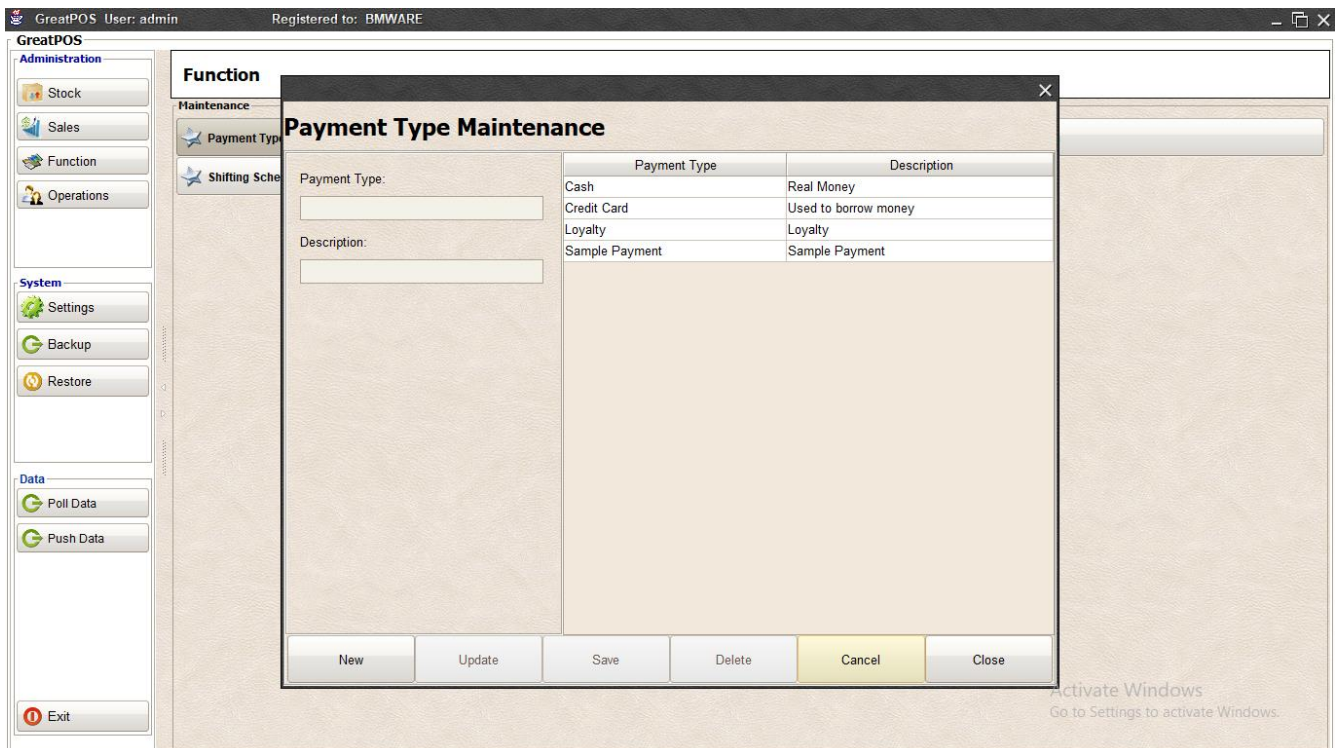 GreatPOS User: admin Registered to: BMWARE
GreatPOS
Administration
Stock
Sales
Function
Operations
System
Settings
Backup
Restore
Data
Poll Data
Push Data
Exit
Function
Maintenance
Payment Type
Shifting Sche
Payment Type Maintenance
Payment Type:
Description:
Payment Type Description
Cash Real Money
Credit Card Used to borrow money
Loyalty Loyalty
Sample Payment Sample Payment
New Update Save Delete Cancel Close
Activate Windows
Go to Settings to activate Windows.